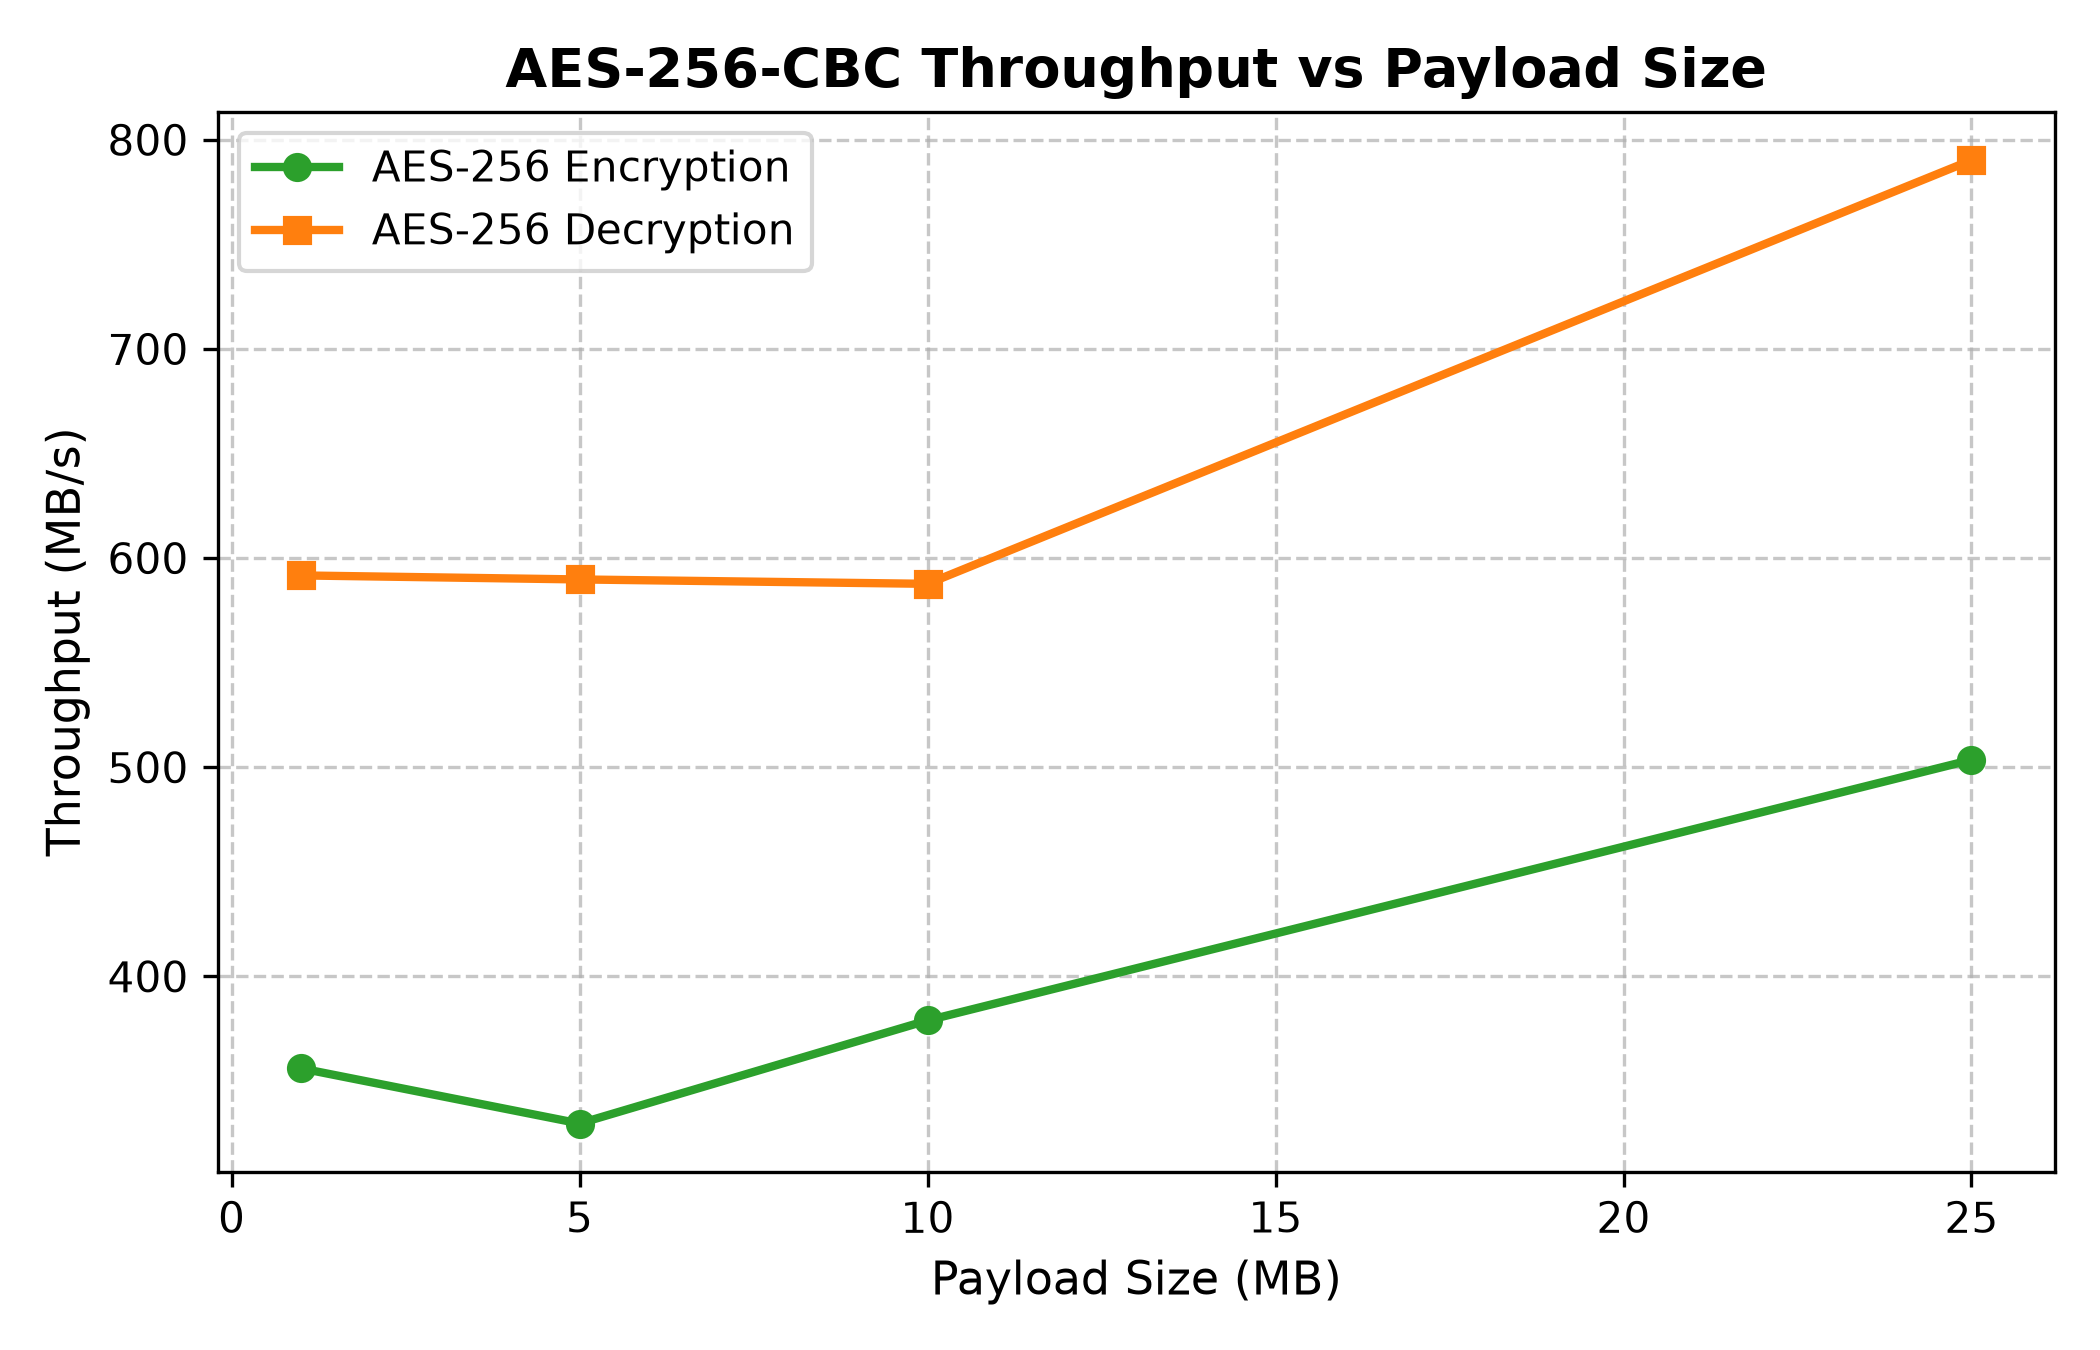 AES-256-CBC Throughput vs Payload Size
AES-256 Encryption
AES-256 Decryption
Throughput (MB/s)
800
700
600
500
400
0 5 10 15 20 25
Payload Size (MB)